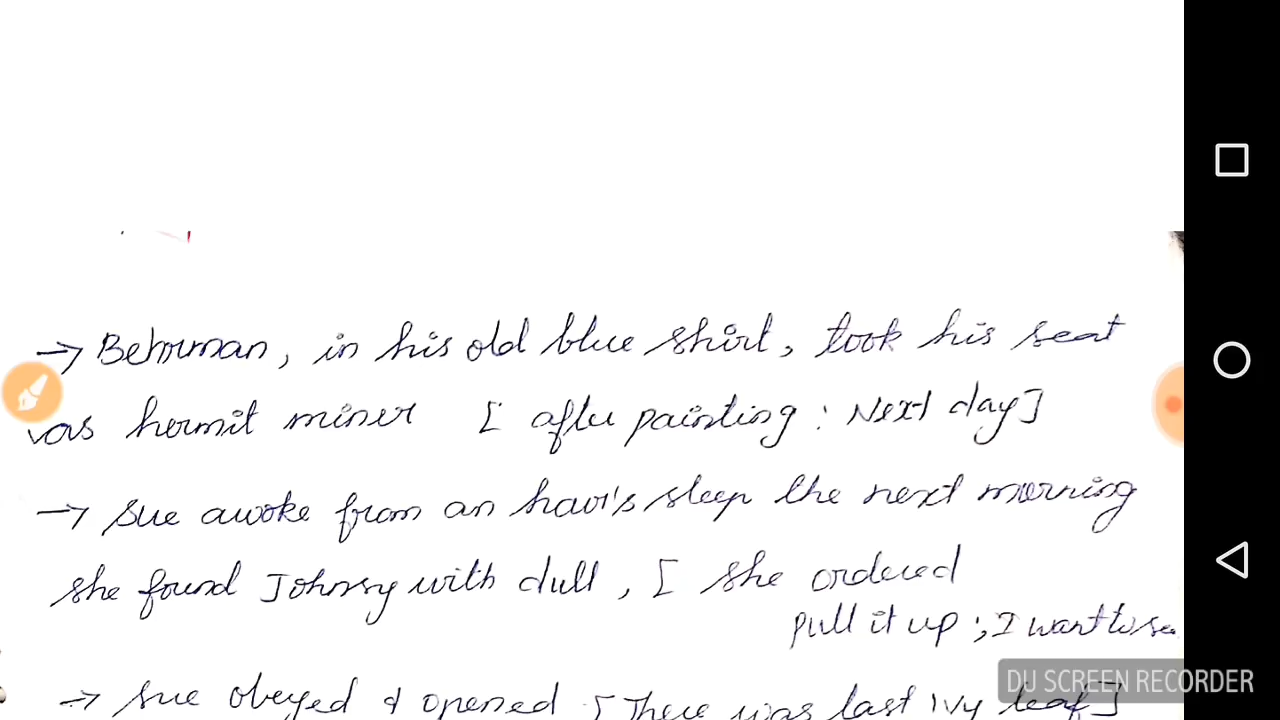 → Behrman, in his old blue shirt, took his seat
as hermit miner [ after painting : Next day]
→ Sue awoke from an hour's sleep the next morning
she found Johnsy with dull , [ she ordered
pull it up ; I want to see
→ Sue obeyed & opened [ There was last ivy leaf ]
DU SCREEN RECORDER